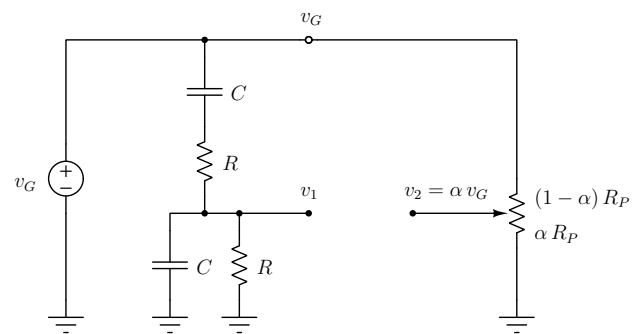 v_G
C
R
v_G
v_1
v_2 = α v_G
(1 − α) R_P
α R_P
C
R